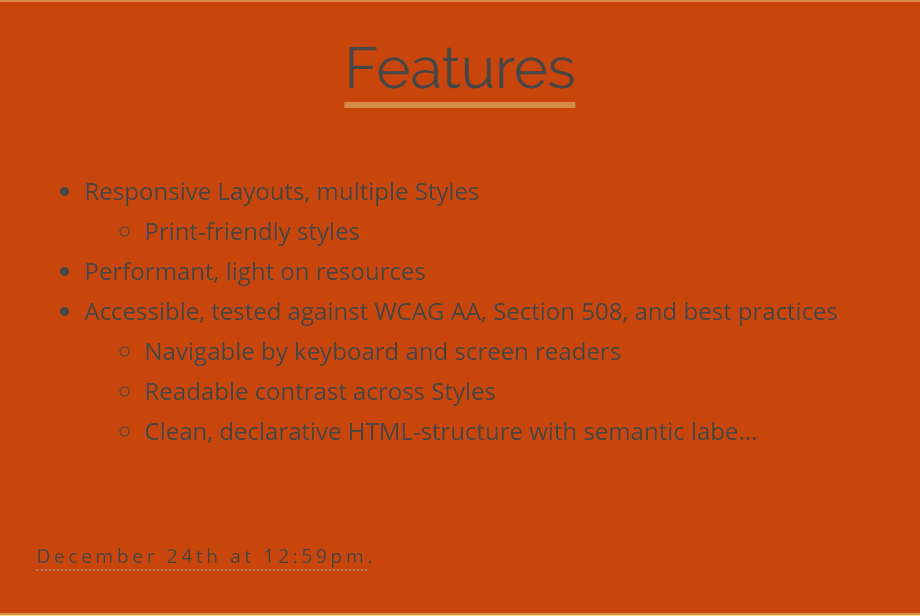 Features
Responsive Layouts, multiple Styles
Print-friendly styles
Performant, light on resources
Accessible, tested against WCAG AA, Section 508, and best practices
Navigable by keyboard and screen readers
Readable contrast across Styles
Clean, declarative HTML-structure with semantic labe...
December 24th at 12:59pm.